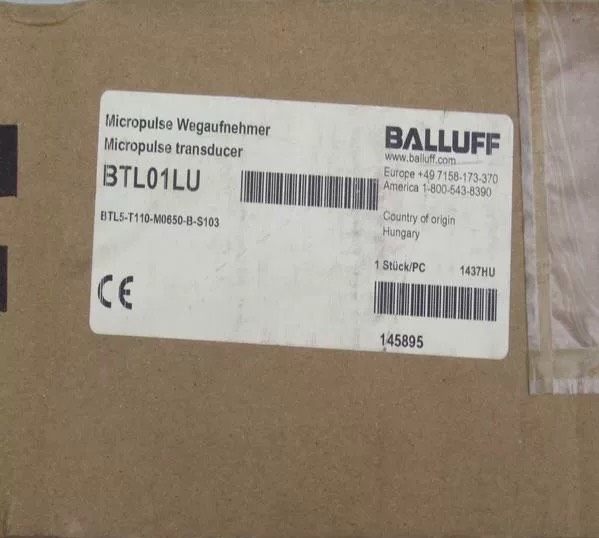 Micropulse Wegaufnehmer
Micropulse transducer
BTL01LU
BTL5-T110-M0650-B-S103
CE
BALLUFF
www.balluff.com
Europe +49 7158-173-370
America 1-800-543-8390
Country of origin
Hungary
1 Stück/PC 1437HU
145895